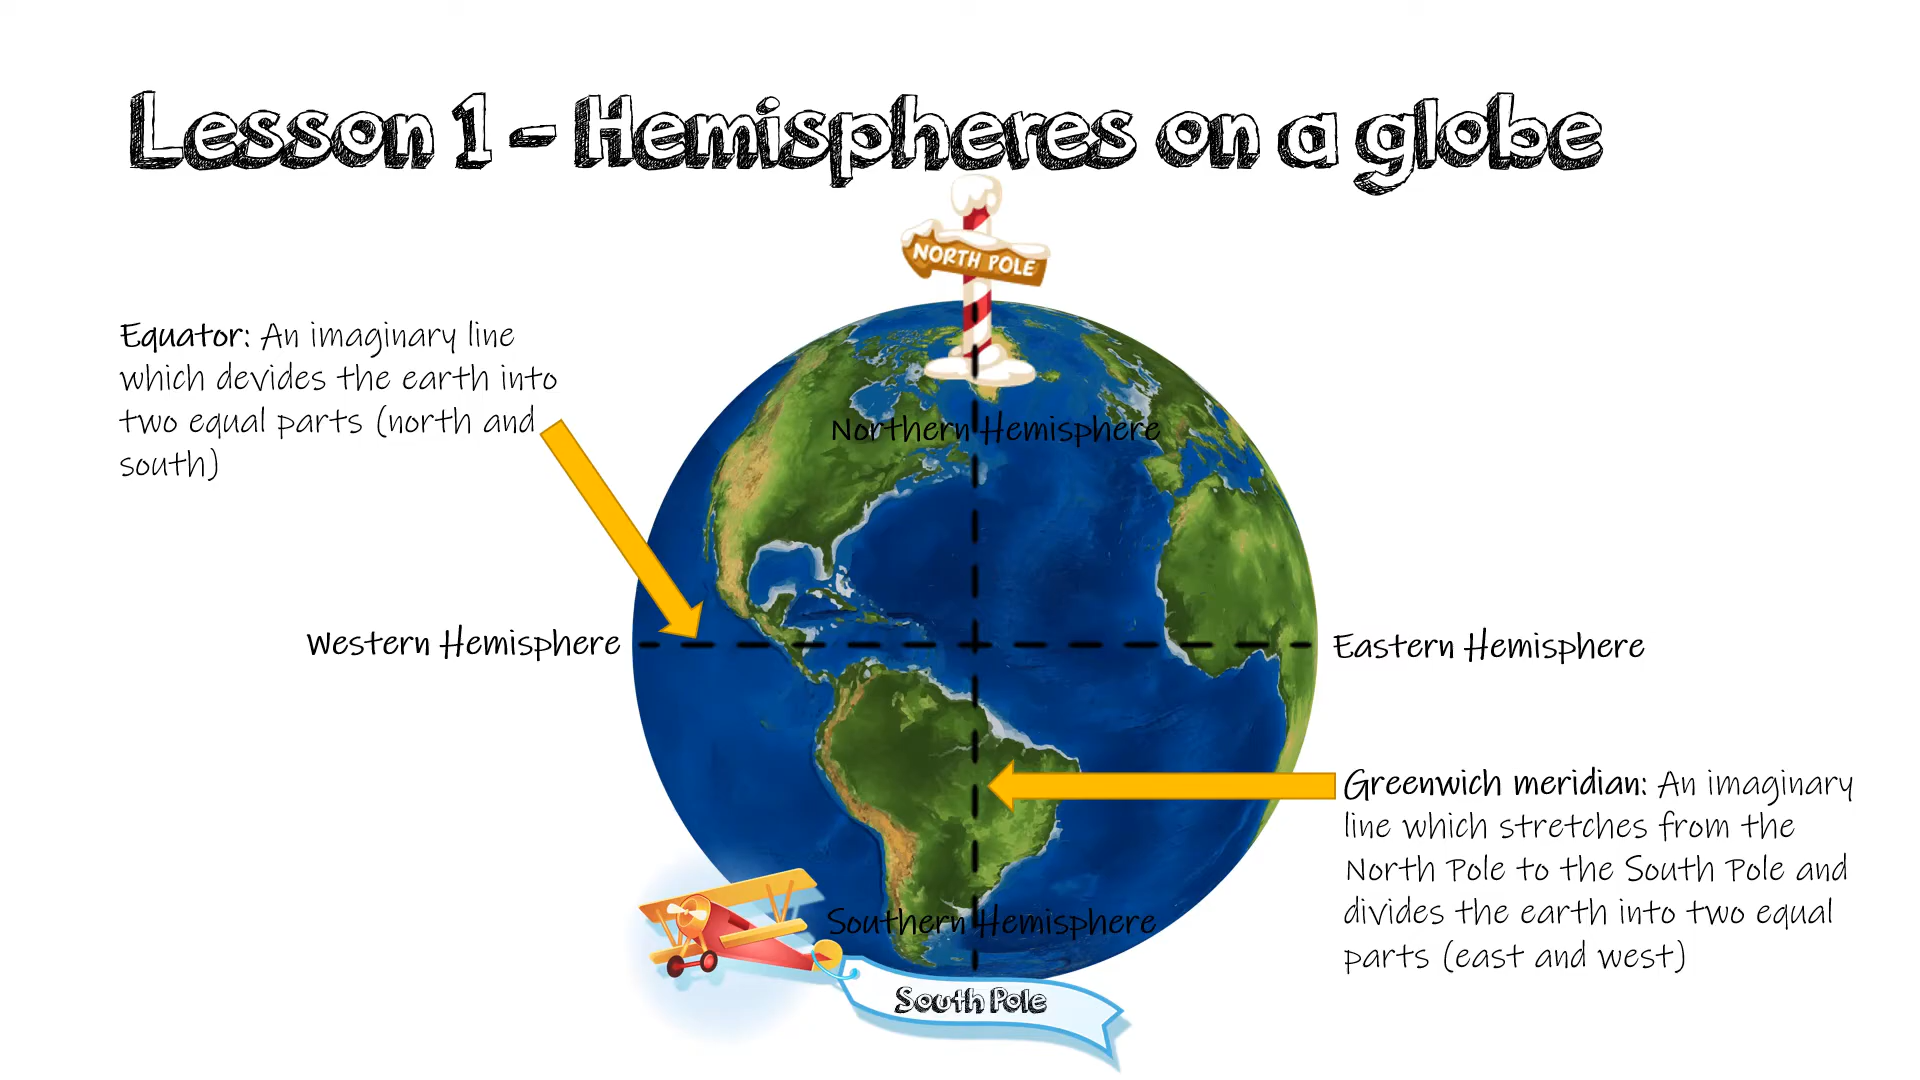 Lesson 1 - Hemispheres on a globe
NORTH POLE
Equator: An imaginary line
which devides the earth into
two equal parts (north and
south)
Northern Hemisphere
Western Hemisphere
Eastern Hemisphere
Greenwich meridian: An imaginary
line which stretches from the
North Pole to the South Pole and
divides the earth into two equal
parts (east and west)
Southern Hemisphere
South Pole